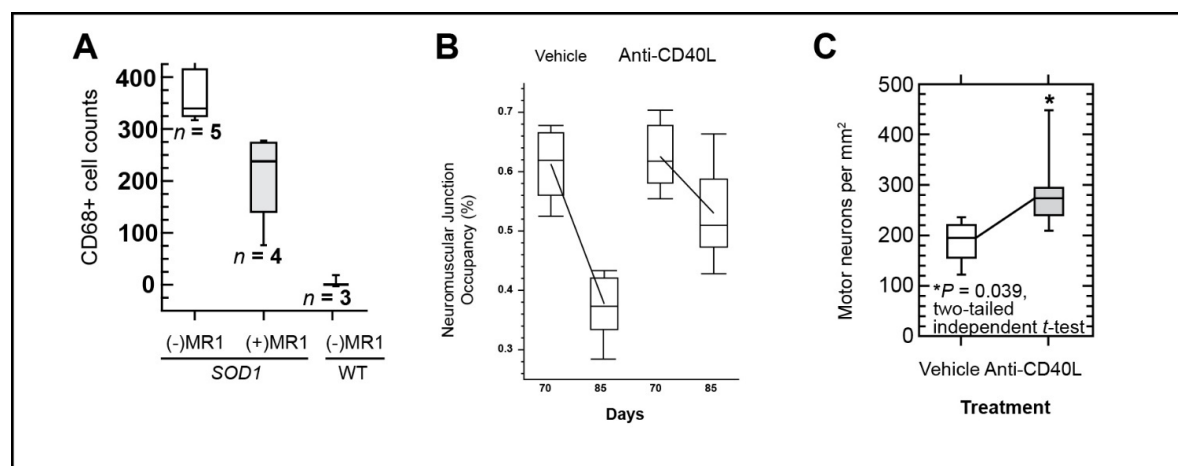 A
CD68+ cell counts
400
300
200
100
0
n = 5
n = 4
n = 3
(-)MR1 (+)MR1 (-)MR1
SOD1 WT
B
Vehicle Anti-CD40L
Neuromuscular Junction
Occupancy (%)
0.7
0.6
0.5
0.4
0.3
70 85 70 85
Days
C
Motor neurons per mm²
500
400
300
200
100
0
*
*P = 0.039,
two-tailed
independent t-test
Vehicle Anti-CD40L
Treatment